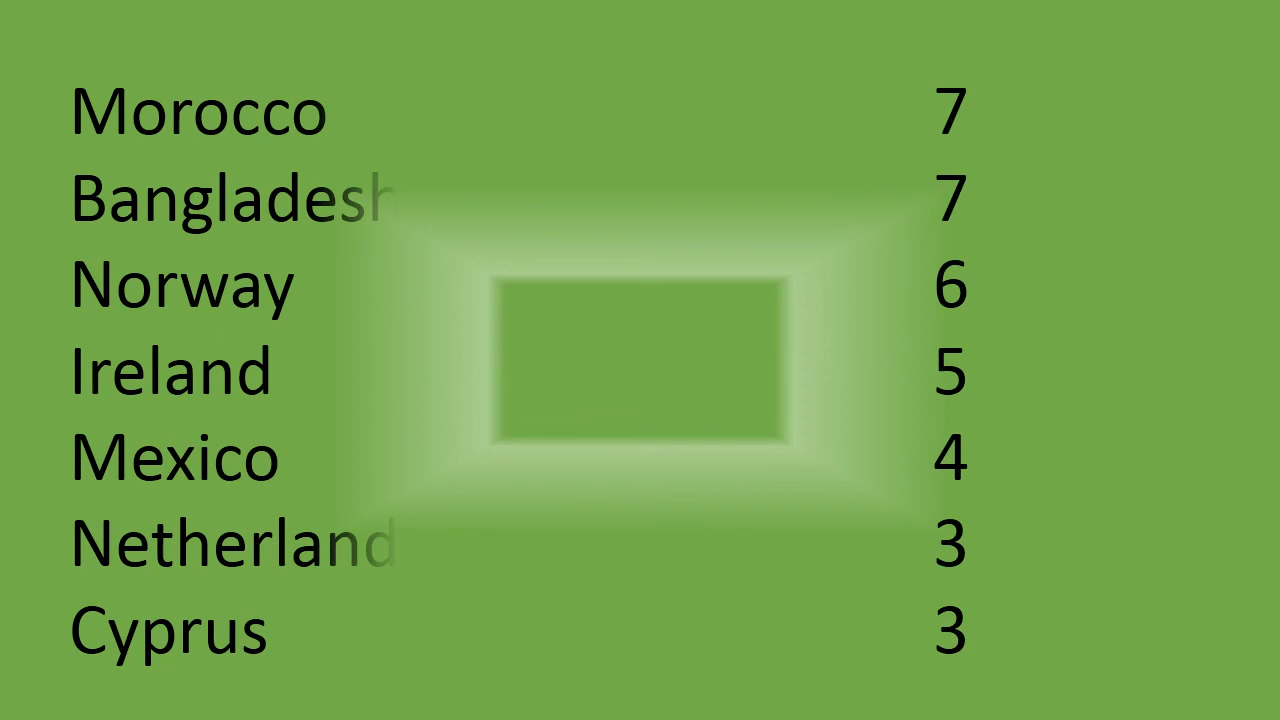 Morocco 7
Bangladesh 7
Norway 6
Ireland 5
Mexico 4
Netherland 3
Cyprus 3